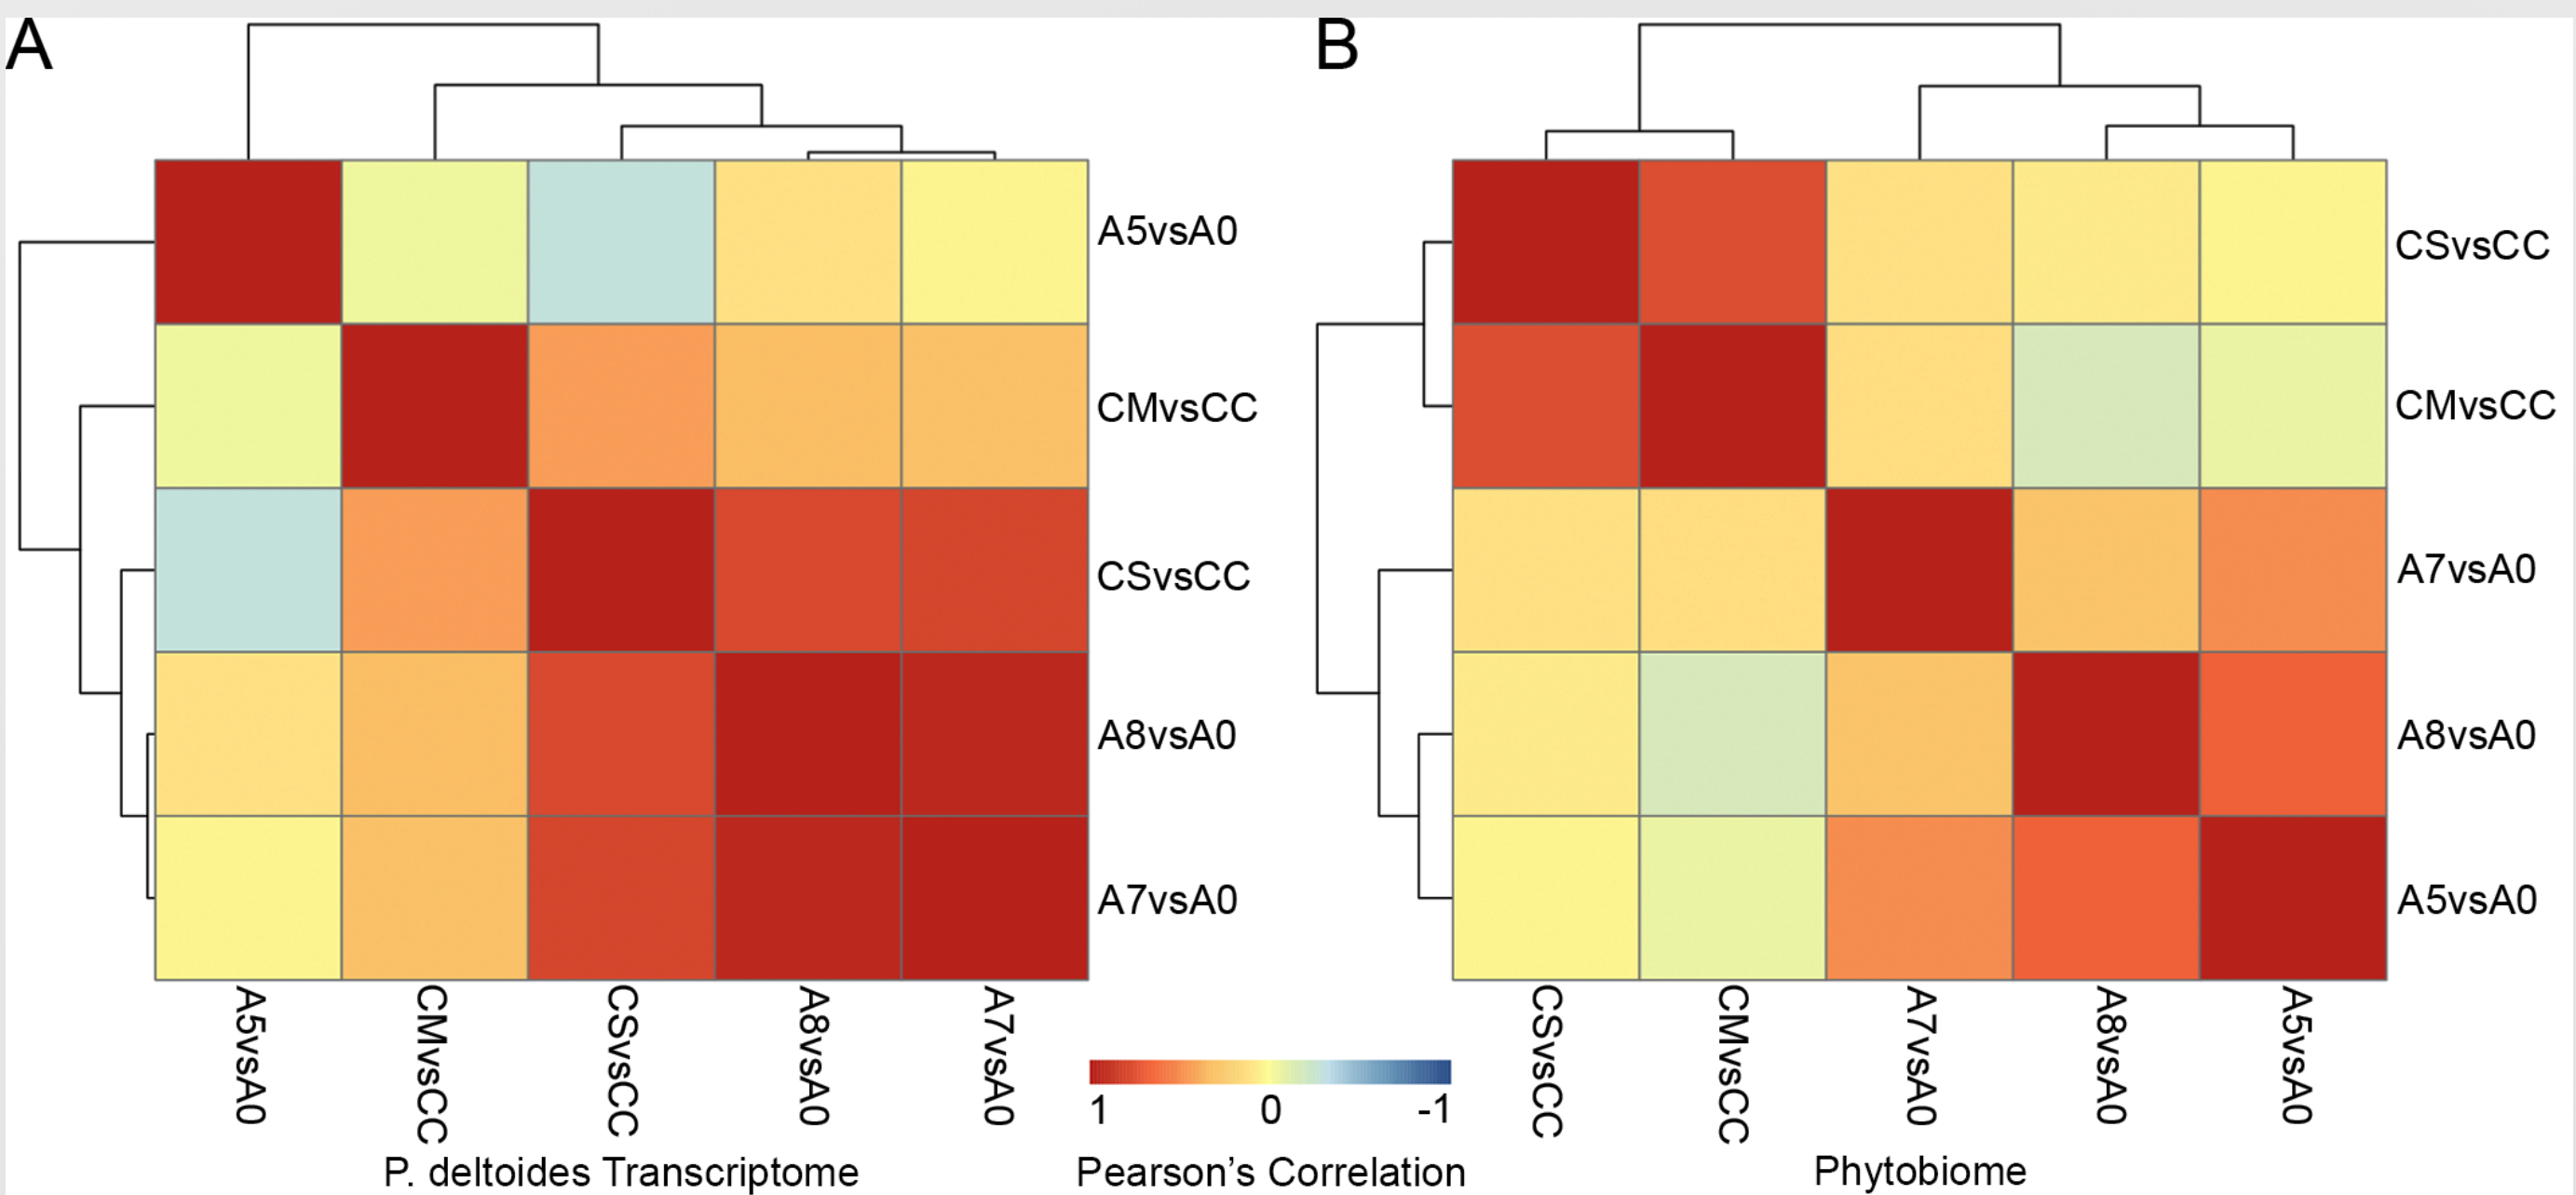 A
B
A5vsA0
CMvsCC
CSvsCC
A8vsA0
A7vsA0
CSvsCC
CMvsCC
A7vsA0
A8vsA0
A5vsA0
A5vsA0
CMvsCC
CSvsCC
A8vsA0
A7vsA0
CSvsCC
CMvsCC
A7vsA0
A8vsA0
A5vsA0
1 0 -1
P. deltoides Transcriptome
Pearson’s Correlation
Phytobiome